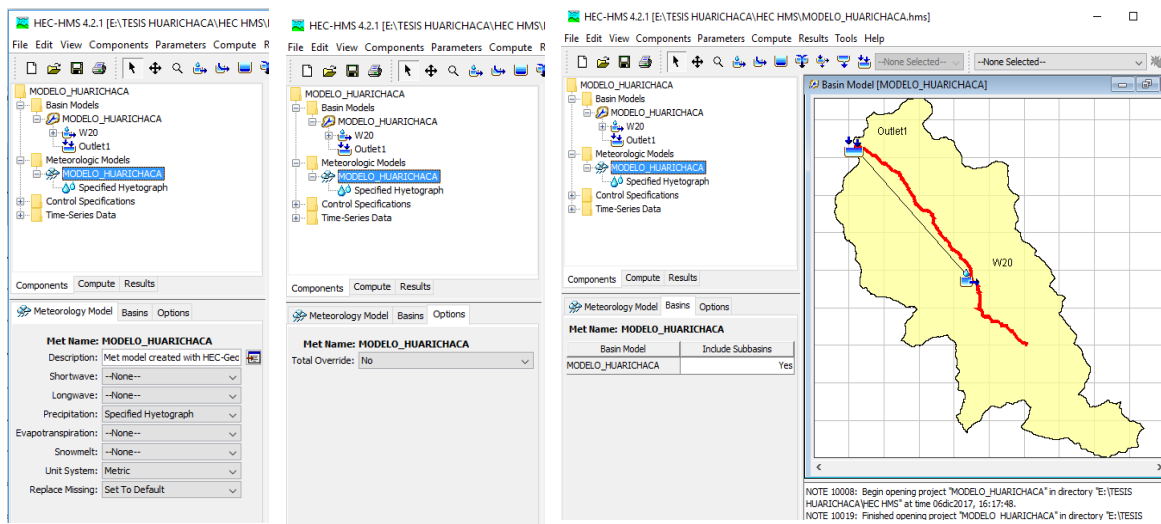 HEC-HMS 4.2.1 [E:\TESIS HUARICHACA\HEC HMS\
File Edit View Components Parameters Compute R
MODELO_HUARICHACA
Basin Models
MODELO_HUARICHACA
W20
Outlet1
Meteorologic Models
MODELO_HUARICHACA
Specified Hyetograph
Control Specifications
Time-Series Data
Components Compute Results
Meteorology Model Basins Options
Met Name: MODELO_HUARICHACA
Description: Met model created with HEC-Geo
Shortwave: --None--
Longwave: --None--
Precipitation: Specified Hyetograph
Evapotranspiration: --None--
Snowmelt: --None--
Unit System: Metric
Replace Missing: Set To Default
HEC-HMS 4.2.1 [E:\TESIS HUARICHACA\HEC HMS\
File Edit View Components Parameters Compute R
MODELO_HUARICHACA
Basin Models
MODELO_HUARICHACA
W20
Outlet1
Meteorologic Models
MODELO_HUARICHACA
Specified Hyetograph
Control Specifications
Time-Series Data
Components Compute Results
Meteorology Model Basins Options
Met Name: MODELO_HUARICHACA
Total Override: No
HEC-HMS 4.2.1 [E:\TESIS HUARICHACA\HEC HMS\MODELO_HUARICHACA.hms]
File Edit View Components Parameters Compute Results Tools Help
--None Selected-- --None Selected--
MODELO_HUARICHACA
Basin Models
MODELO_HUARICHACA
W20
Outlet1
Meteorologic Models
MODELO_HUARICHACA
Specified Hyetograph
Control Specifications
Time-Series Data
Components Compute Results
Meteorology Model Basins Options
Met Name: MODELO_HUARICHACA
Basin Model Include Subbasins
MODELO_HUARICHACA Yes
Basin Model [MODELO_HUARICHACA]
Outlet1
W20
NOTE 10008: Begin opening project "MODELO_HUARICHACA" in directory "E:\TESIS
HUARICHACA\HEC HMS" at time 06dic2017, 16:17:48.
NOTE 10019: Finished opening project "MODELO_HUARICHACA" in directory "E:\TESIS